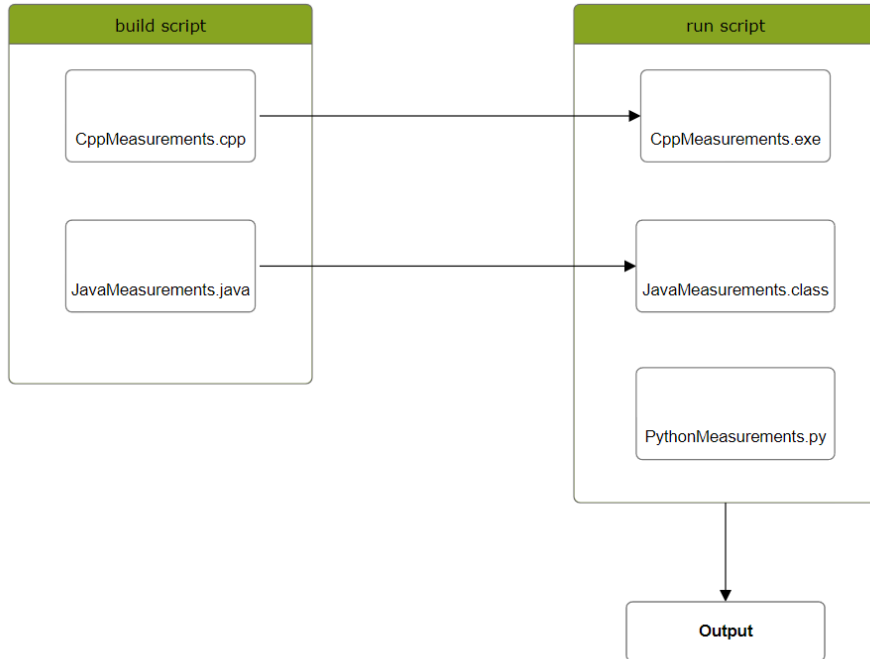 build script
run script
CppMeasurements.cpp
CppMeasurements.exe
JavaMeasurements.java
JavaMeasurements.class
PythonMeasurements.py
Output